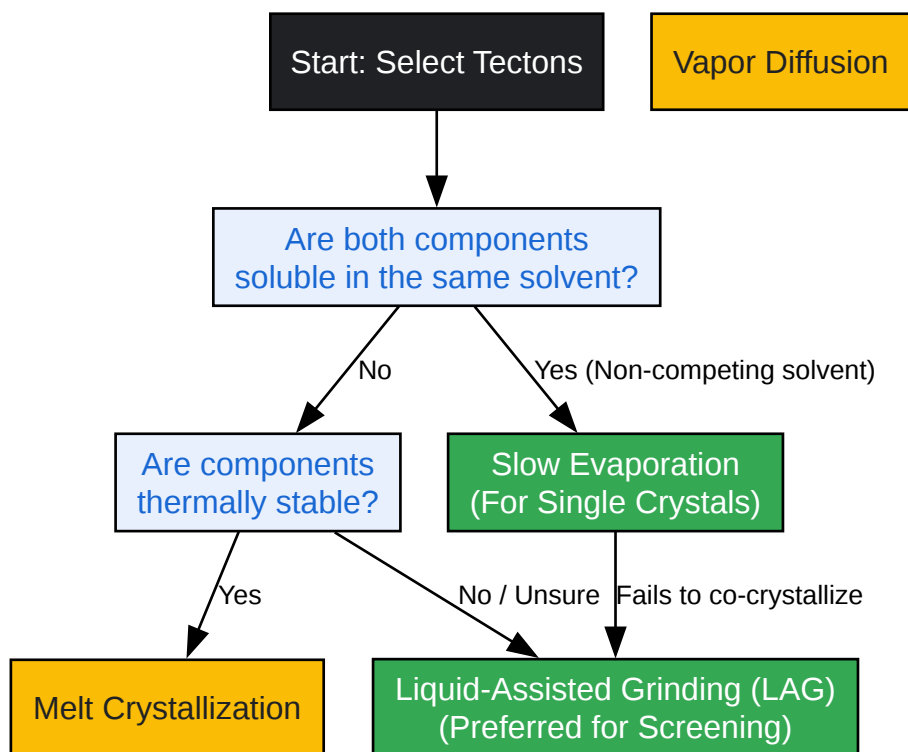 Start: Select Tectons
Vapor Diffusion
Are both components
soluble in the same solvent?
No
Yes (Non-competing solvent)
Are components
thermally stable?
Slow Evaporation
(For Single Crystals)
Yes
No / Unsure
Fails to co-crystallize
Melt Crystallization
Liquid-Assisted Grinding (LAG)
(Preferred for Screening)